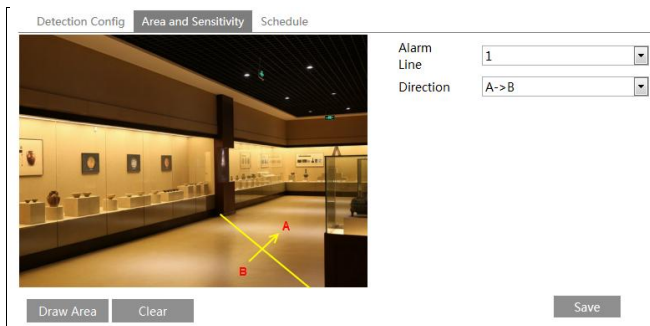 Detection Config Area and Sensitivity Schedule
Alarm Line 1
Direction A->B
A
B
Draw Area Clear Save